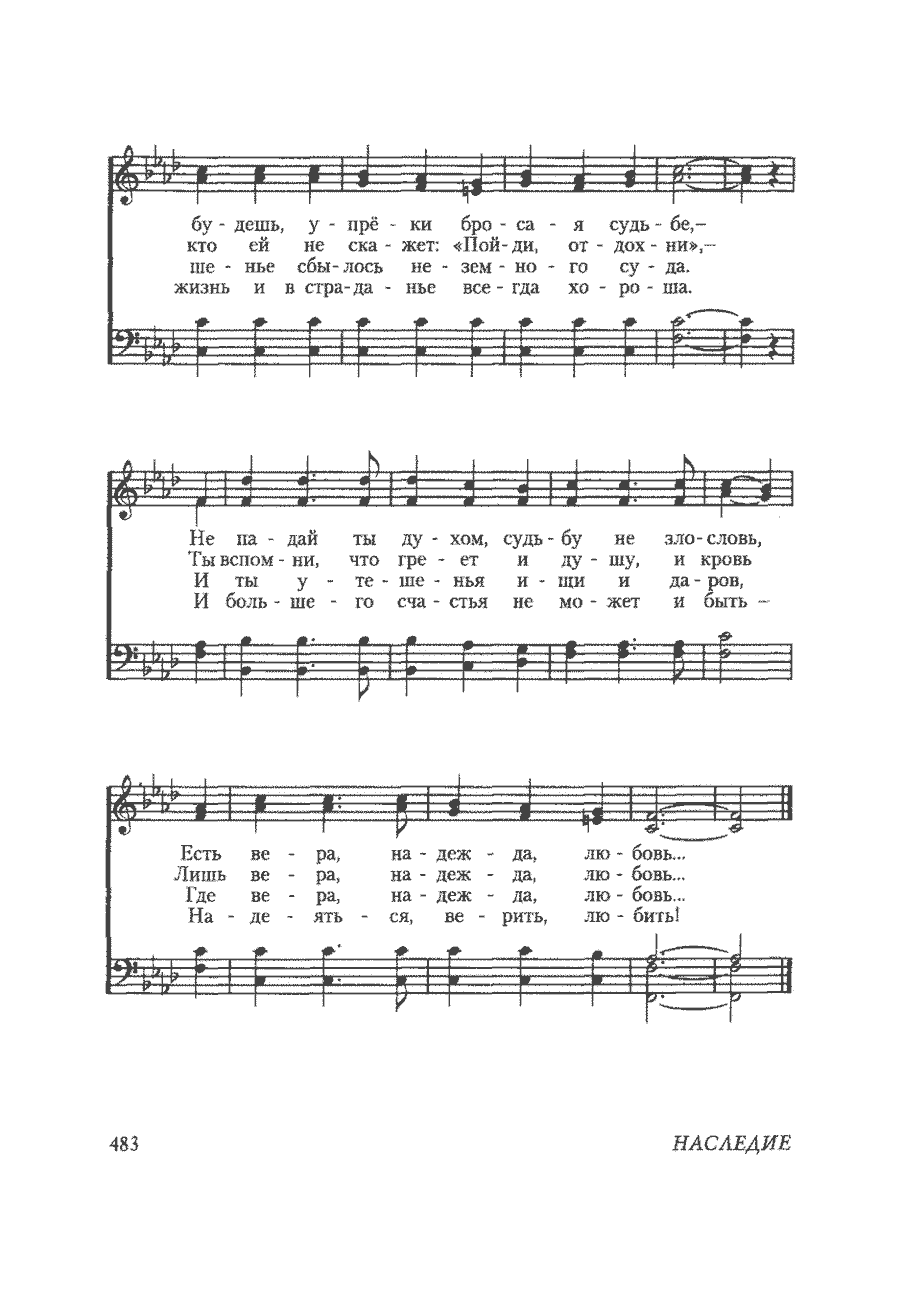 бу - дешь, у - прё - ки бро - са - я судь - бе,–
кто ей не ска - жет: «Пой- ди, от - дох - ни»,–
ше - нье сбы- лось не - зем - но - го су - да.
жизнь и в стра-да - нье все - гда хо - ро - ша.
Не па - дай ты ду - хом, судь - бу не зло- словь,
Ты вспом - ни, что гре - ет и ду - шу, и кровь
И ты у - те - ше - нья и - щи и да - ров,
И боль - ше - го сча - стья не мо - жет и быть –
Есть ве - ра, на - деж - да, лю - бовь...
Лишь ве - ра, на - деж - да, лю - бовь...
Где ве - ра, на - деж - да, лю - бовь...
На - де - ять - ся, ве - рить, лю - бить!
483 НАСЛЕДИЕ